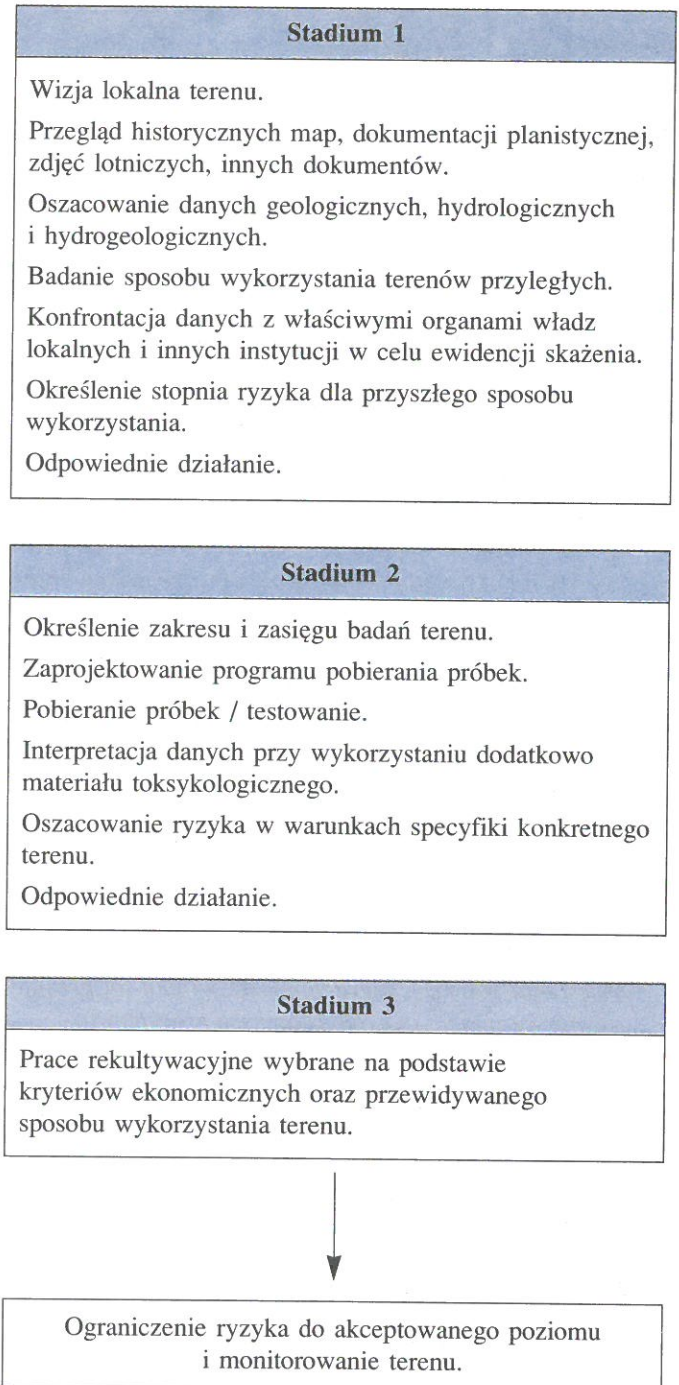 Stadium 1
Wizja lokalna terenu.
Przegląd historycznych map, dokumentacji planistycznej,
zdjęć lotniczych, innych dokumentów.
Oszacowanie danych geologicznych, hydrologicznych
i hydrogeologicznych.
Badanie sposobu wykorzystania terenów przyległych.
Konfrontacja danych z właściwymi organami władz
lokalnych i innych instytucji w celu ewidencji skażenia.
Określenie stopnia ryzyka dla przyszłego sposobu
wykorzystania.
Odpowiednie działanie.
Stadium 2
Określenie zakresu i zasięgu badań terenu.
Zaprojektowanie programu pobierania próbek.
Pobieranie próbek / testowanie.
Interpretacja danych przy wykorzystaniu dodatkowo
materiału toksykologicznego.
Oszacowanie ryzyka w warunkach specyfiki konkretnego
terenu.
Odpowiednie działanie.
Stadium 3
Prace rekultywacyjne wybrane na podstawie
kryteriów ekonomicznych oraz przewidywanego
sposobu wykorzystania terenu.
Ograniczenie ryzyka do akceptowanego poziomu
i monitorowanie terenu.